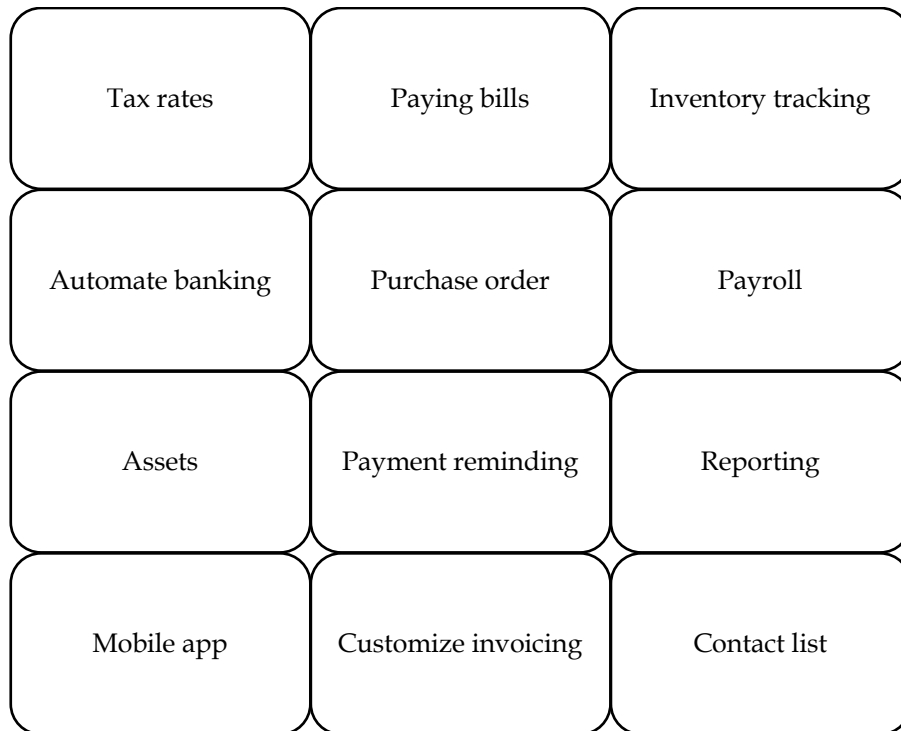 Tax rates
Paying bills
Inventory tracking
Automate banking
Purchase order
Payroll
Assets
Payment reminding
Reporting
Mobile app
Customize invoicing
Contact list